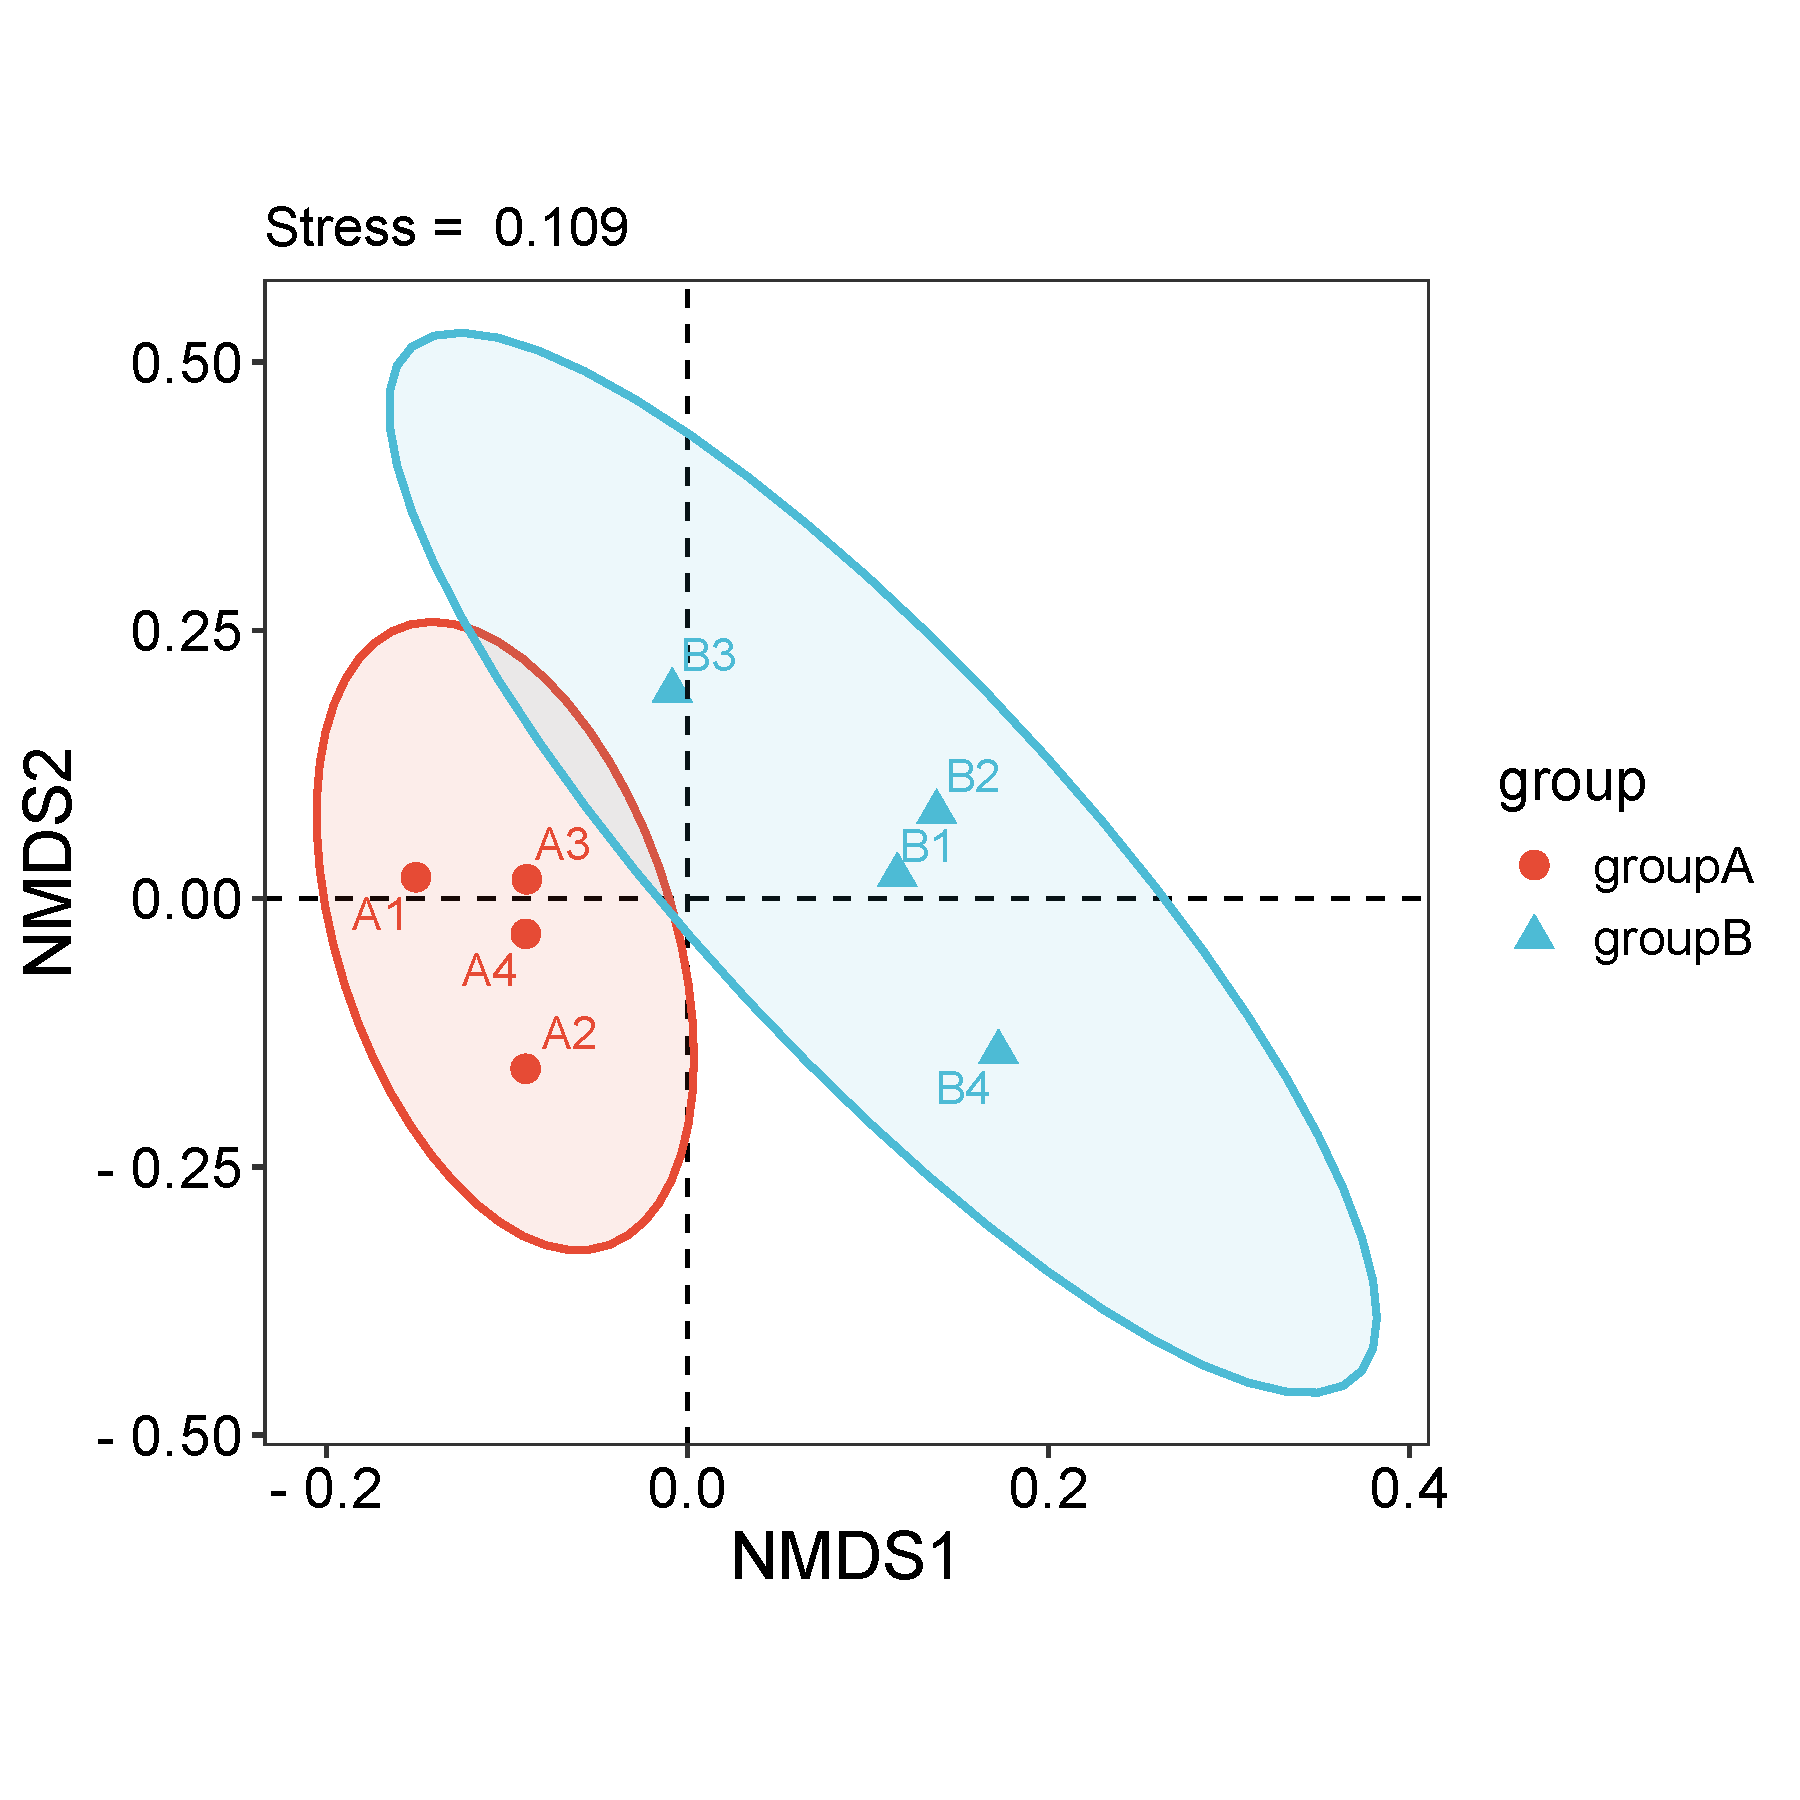 Stress = 0.109
0.50
0.25
0.00
- 0.25
- 0.50
NMDS2
B3
B2
B1
A3
A1
A4
A2
B4
- 0.2
0.0
0.2
0.4
NMDS1
group
groupA
groupB